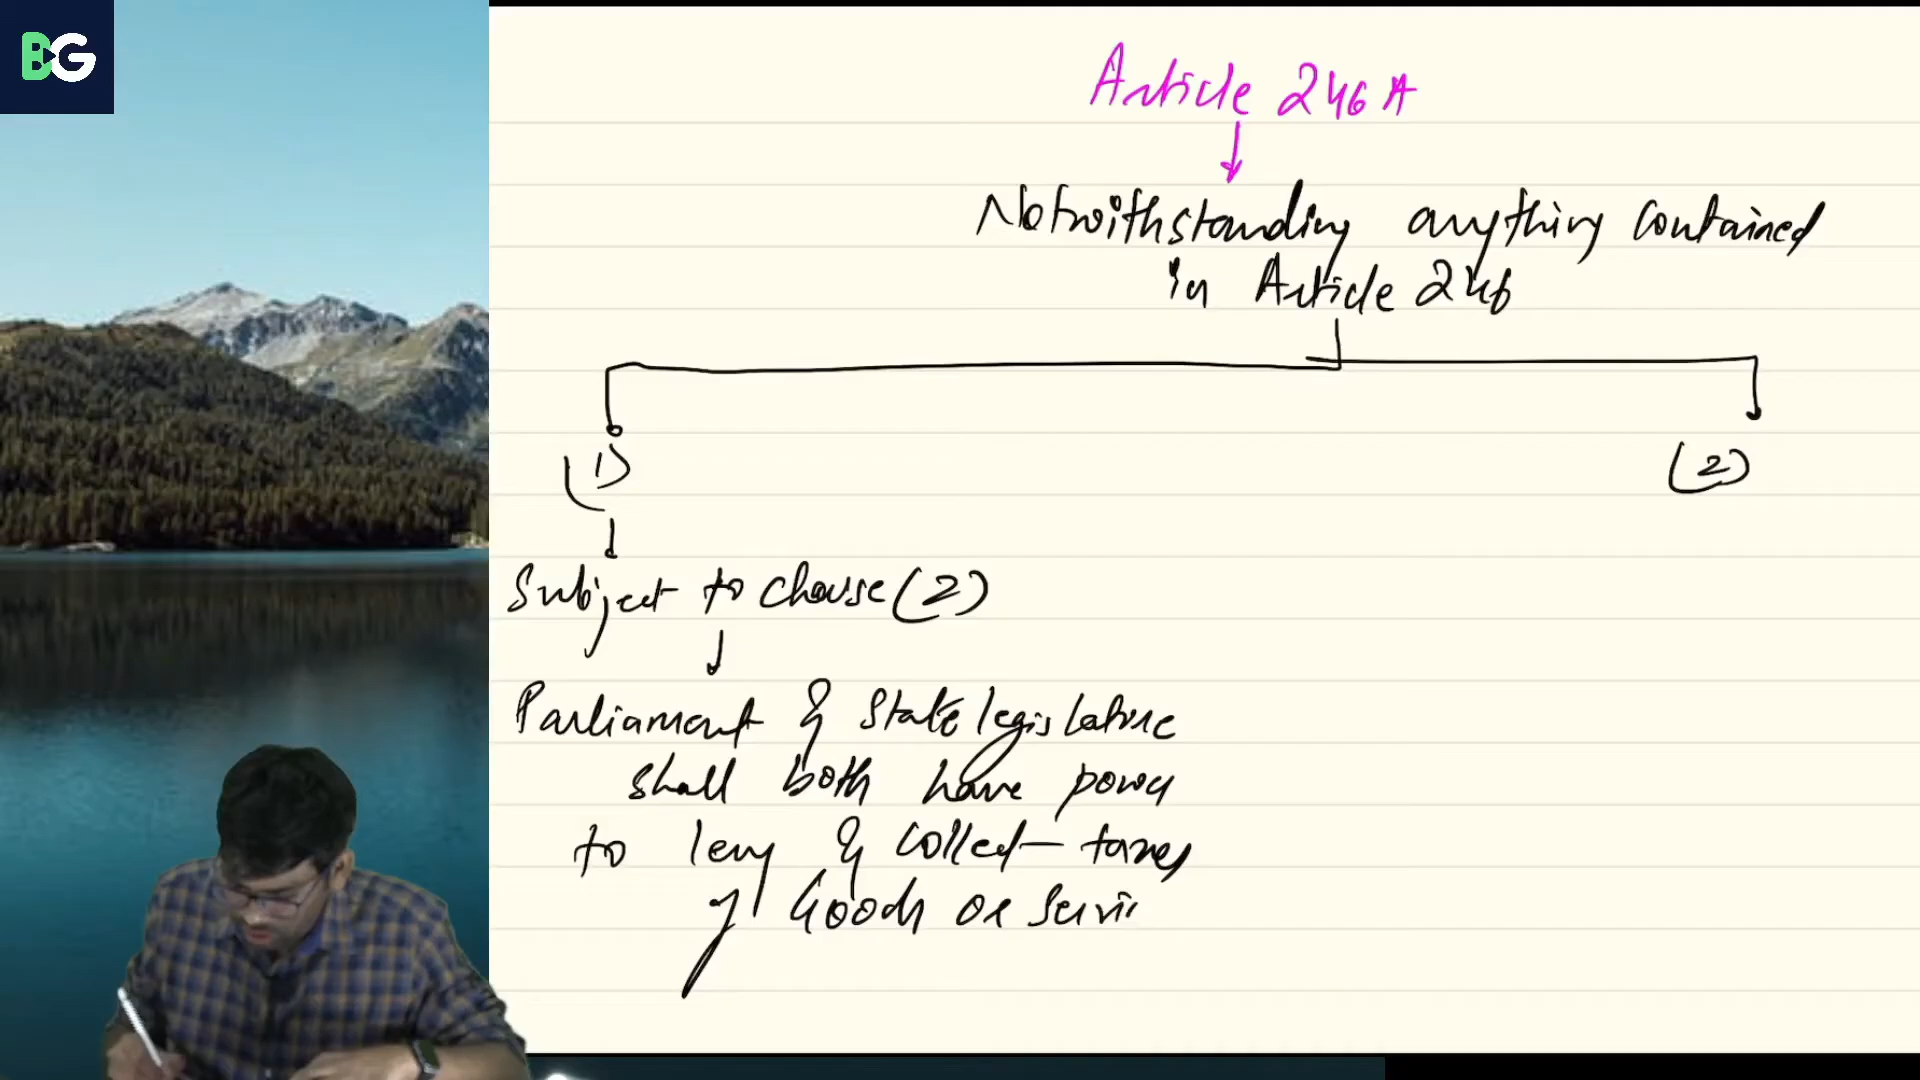 BG
Article 246A
Notwithstanding anything contained
in Article 246
(1)
(2)
Subject to clause (2)
Parliament & State legislature
shall both have power
to levy & collect taxes
of Goods or Servi